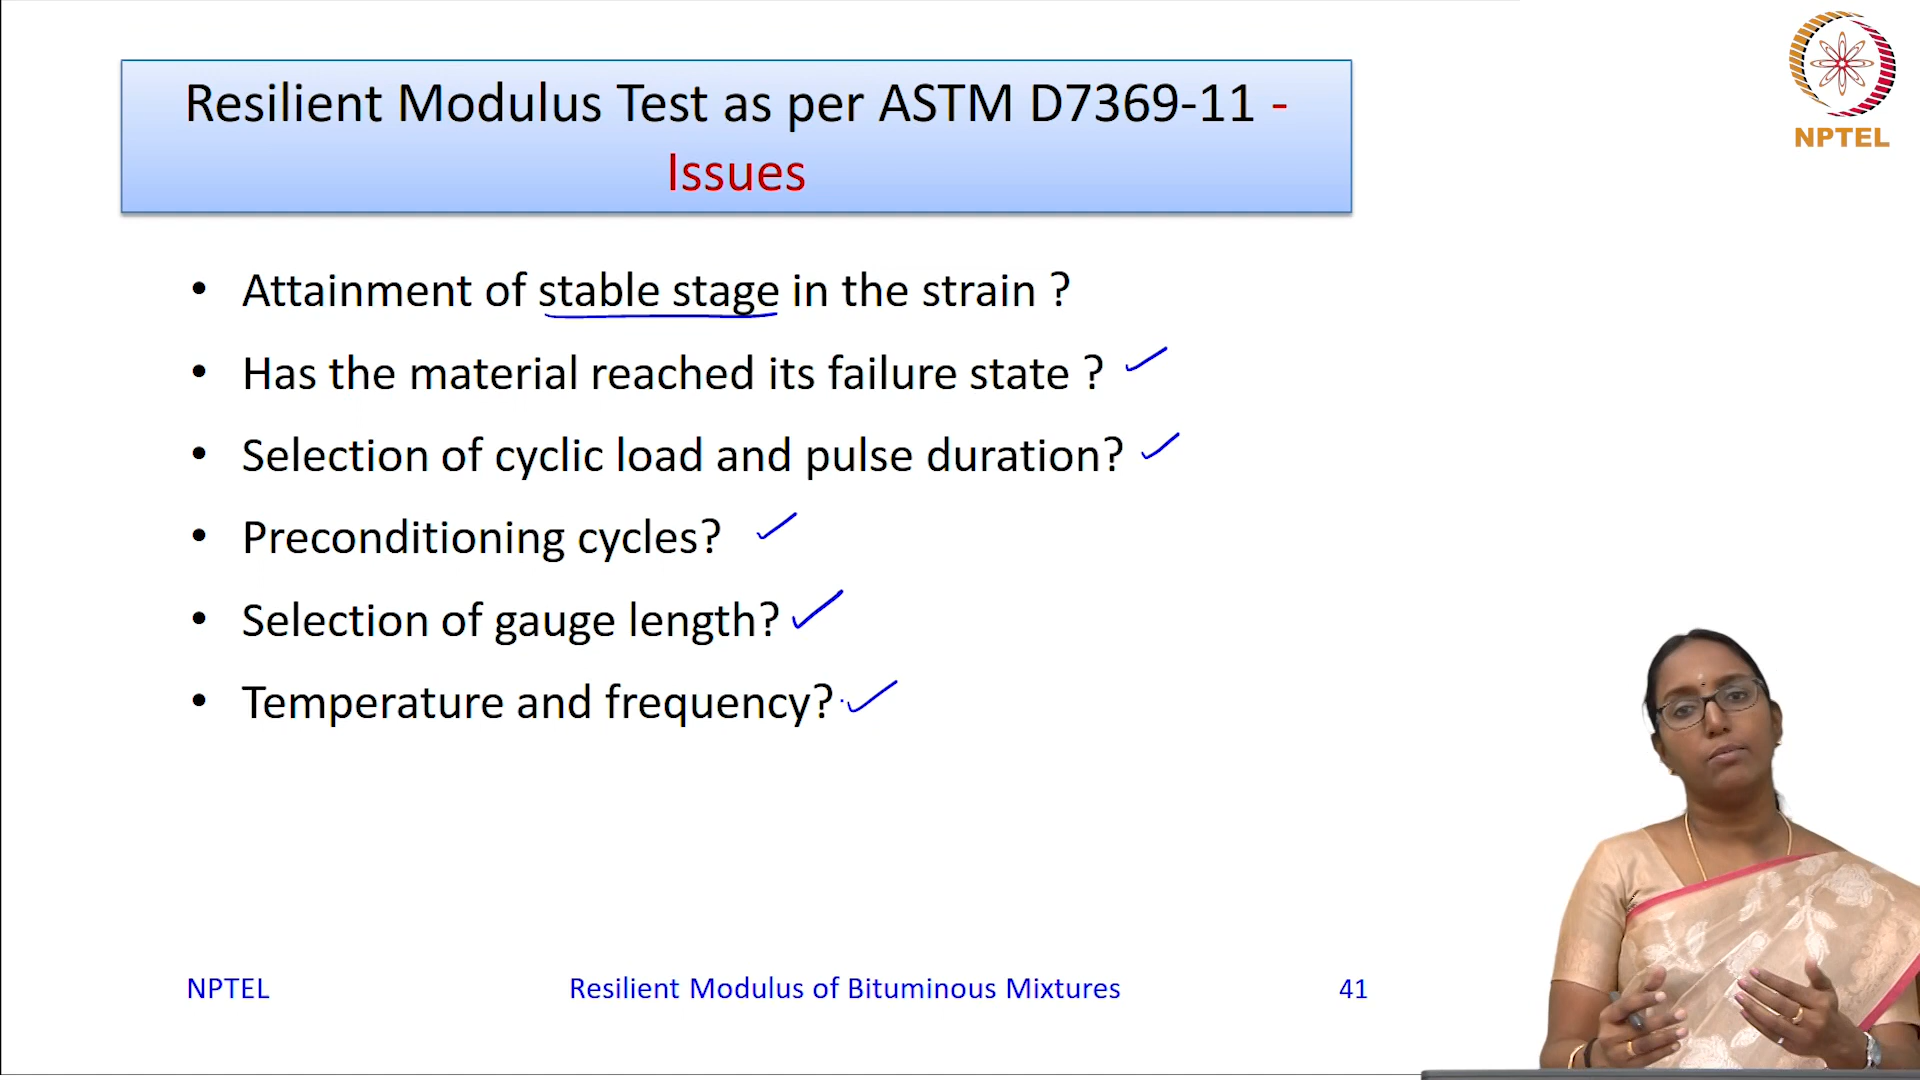 Resilient Modulus Test as per ASTM D7369-11 -
Issues
NPTEL
• Attainment of stable stage in the strain ?
• Has the material reached its failure state ?
• Selection of cyclic load and pulse duration?
• Preconditioning cycles?
• Selection of gauge length?
• Temperature and frequency?
NPTEL
Resilient Modulus of Bituminous Mixtures
41